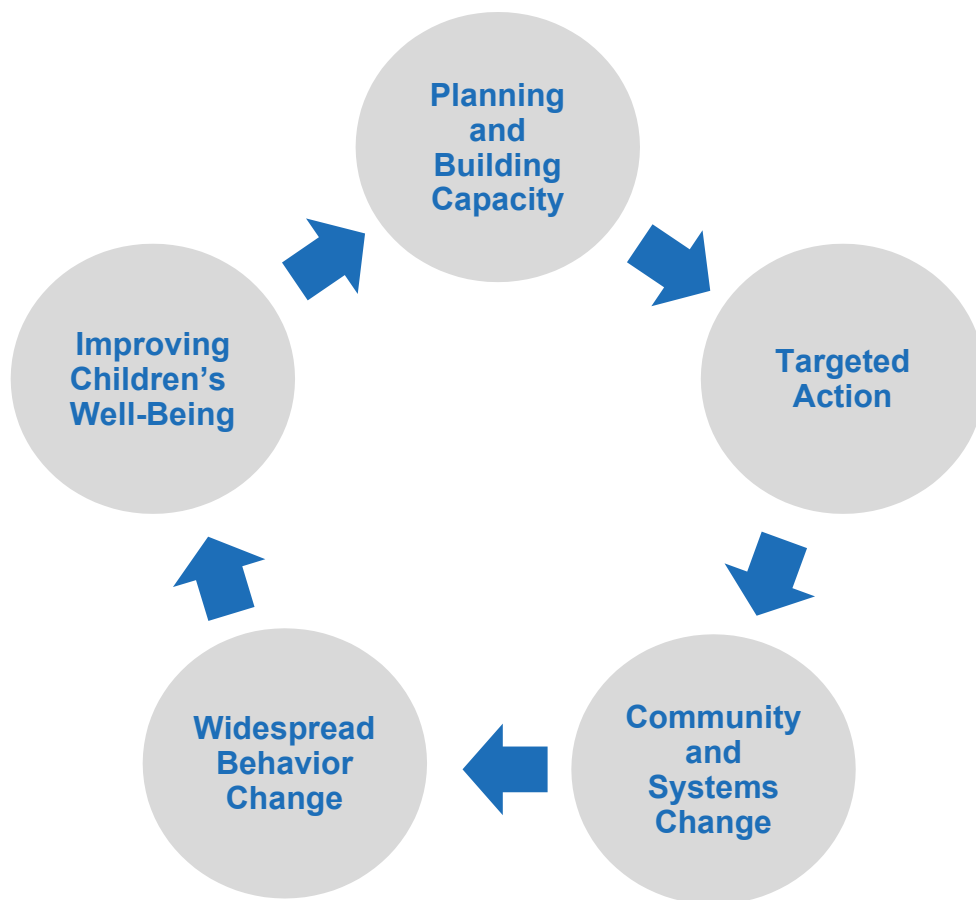 Planning
and
Building
Capacity
Targeted
Action
Community
and
Systems
Change
Widespread
Behavior
Change
Improving
Children’s
Well-Being